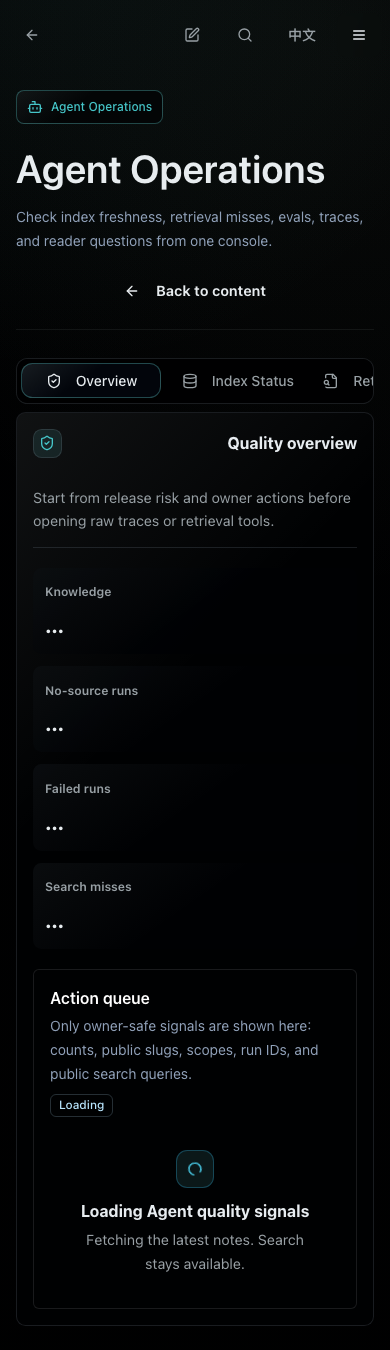 中文
Agent Operations
Agent Operations
Check index freshness, retrieval misses, evals, traces,
and reader questions from one console.
Back to content
Overview
Index Status
Ret
Quality overview
Start from release risk and owner actions before
opening raw traces or retrieval tools.
Knowledge
...
No-source runs
...
Failed runs
...
Search misses
...
Action queue
Only owner-safe signals are shown here:
counts, public slugs, scopes, run IDs, and
public search queries.
Loading
Loading Agent quality signals
Fetching the latest notes. Search
stays available.